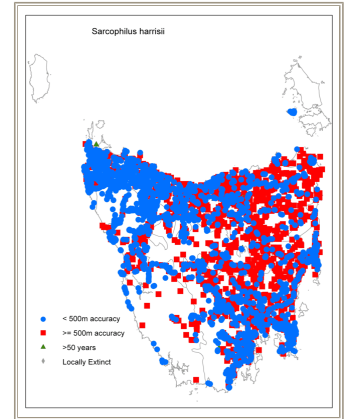 Sarcophilus harrisii
< 500m accuracy
>= 500m accuracy
>50 years
Locally Extinct